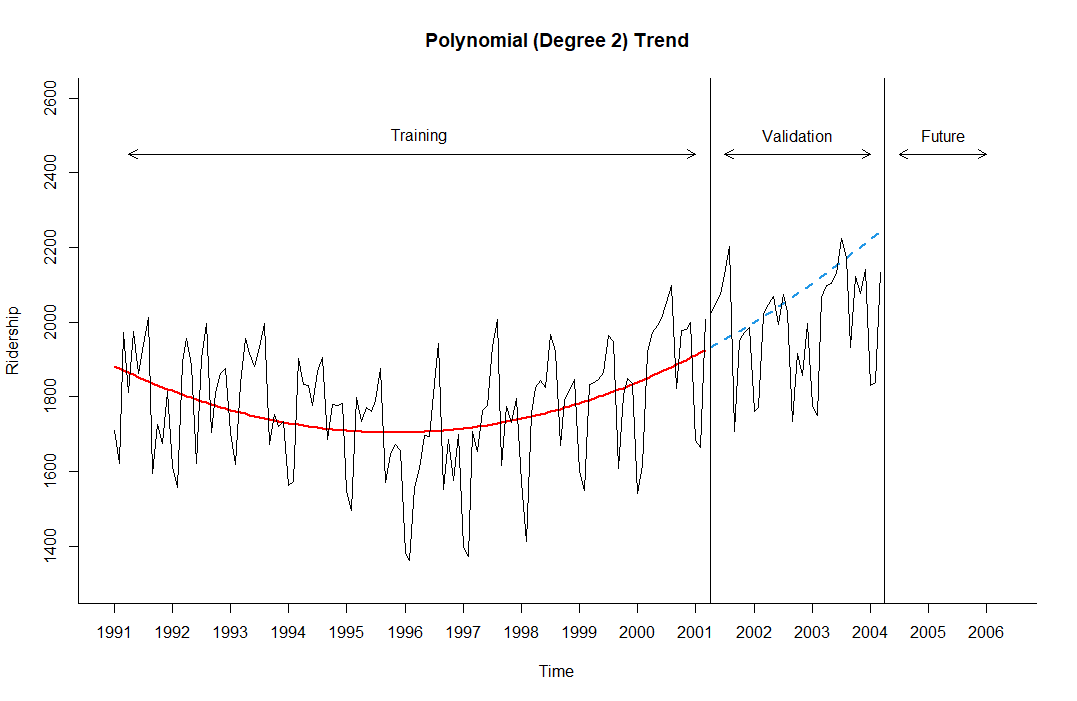 Polynomial (Degree 2) Trend
2600
2400
2200
2000
1800
1600
1400
Ridership
Training
Validation
Future
1991 1992 1993 1994 1995 1996 1997 1998 1999 2000 2001 2002 2003 2004 2005 2006
Time